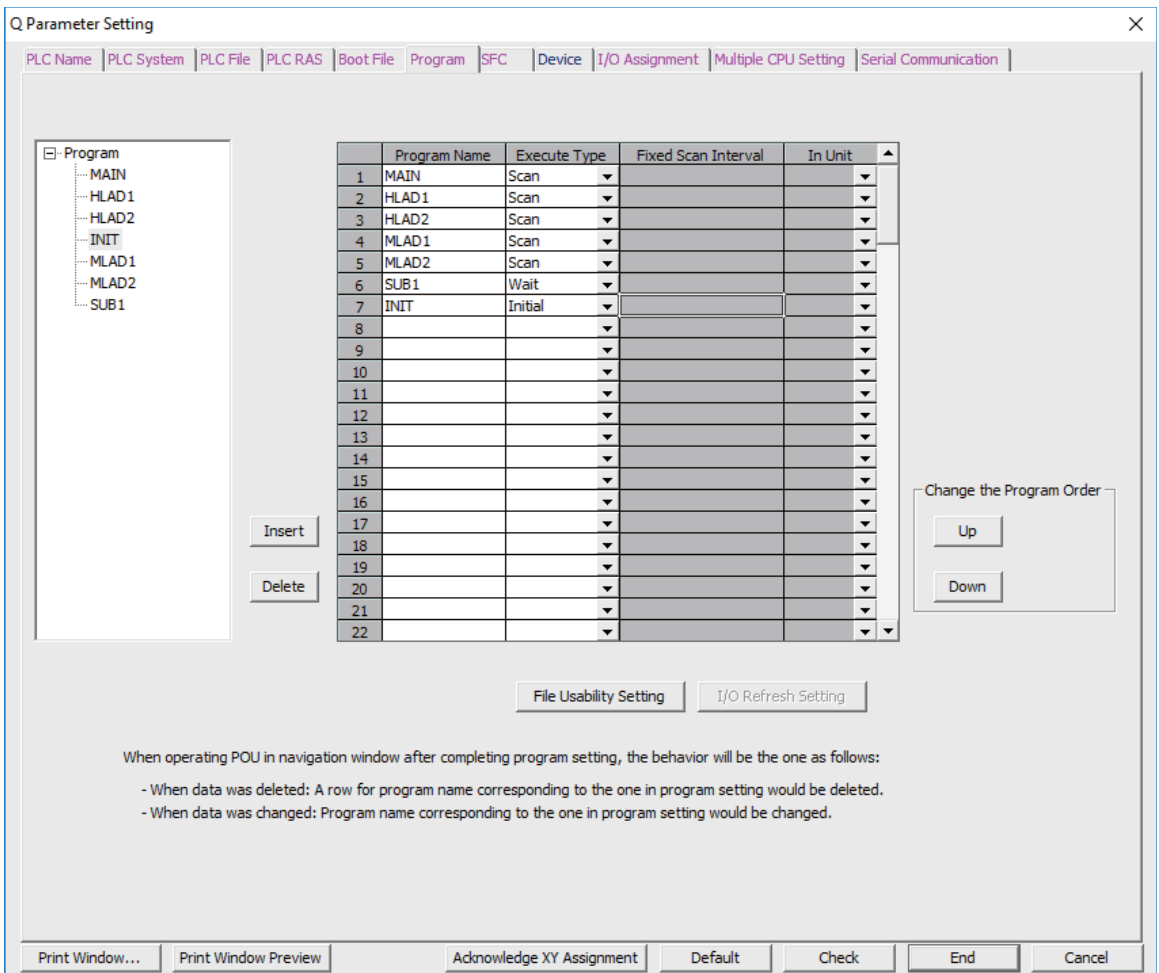 Q Parameter Setting
PLC Name PLC System PLC File PLC RAS Boot File Program SFC Device I/O Assignment Multiple CPU Setting Serial Communication
Program
MAIN
HLAD1
HLAD2
INIT
MLAD1
MLAD2
SUB1
Program Name Execute Type Fixed Scan Interval In Unit
1 MAIN Scan
2 HLAD1 Scan
3 HLAD2 Scan
4 MLAD1 Scan
5 MLAD2 Scan
6 SUB1 Wait
7 INIT Initial
8
9
10
11
12
13
14
15
16
17
18
19
20
21
22
Insert
Delete
Change the Program Order
Up
Down
File Usability Setting I/O Refresh Setting
When operating POU in navigation window after completing program setting, the behavior will be the one as follows:
- When data was deleted: A row for program name corresponding to the one in program setting would be deleted.
- When data was changed: Program name corresponding to the one in program setting would be changed.
Print Window... Print Window Preview Acknowledge XY Assignment Default Check End Cancel